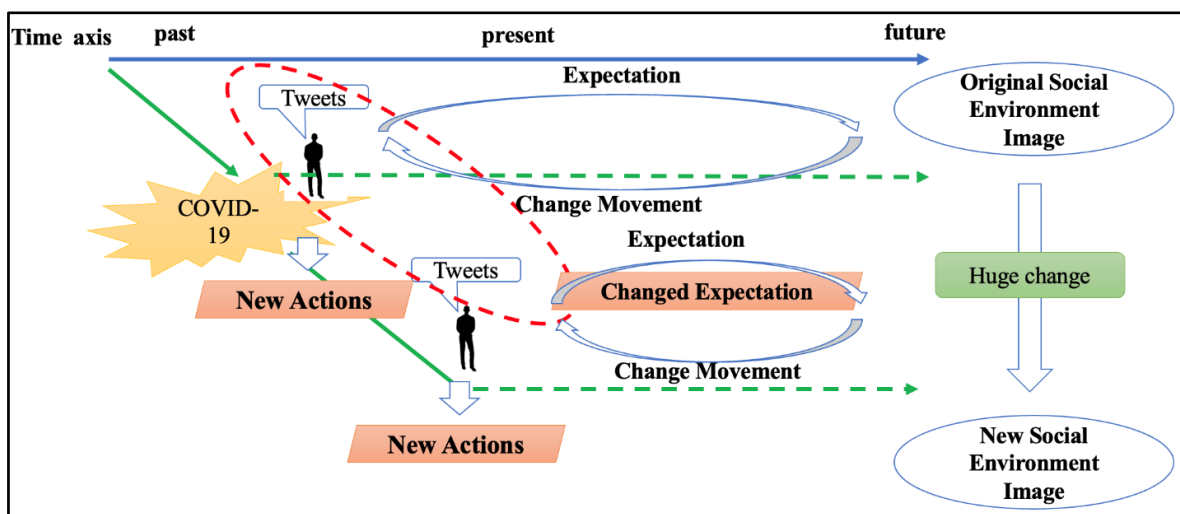 Time axis
past
present
future
Expectation
Tweets
Original Social
Environment
Image
COVID-
19
Change Movement
Expectation
Tweets
New Actions
Changed Expectation
Huge change
Change Movement
New Actions
New Social
Environment
Image